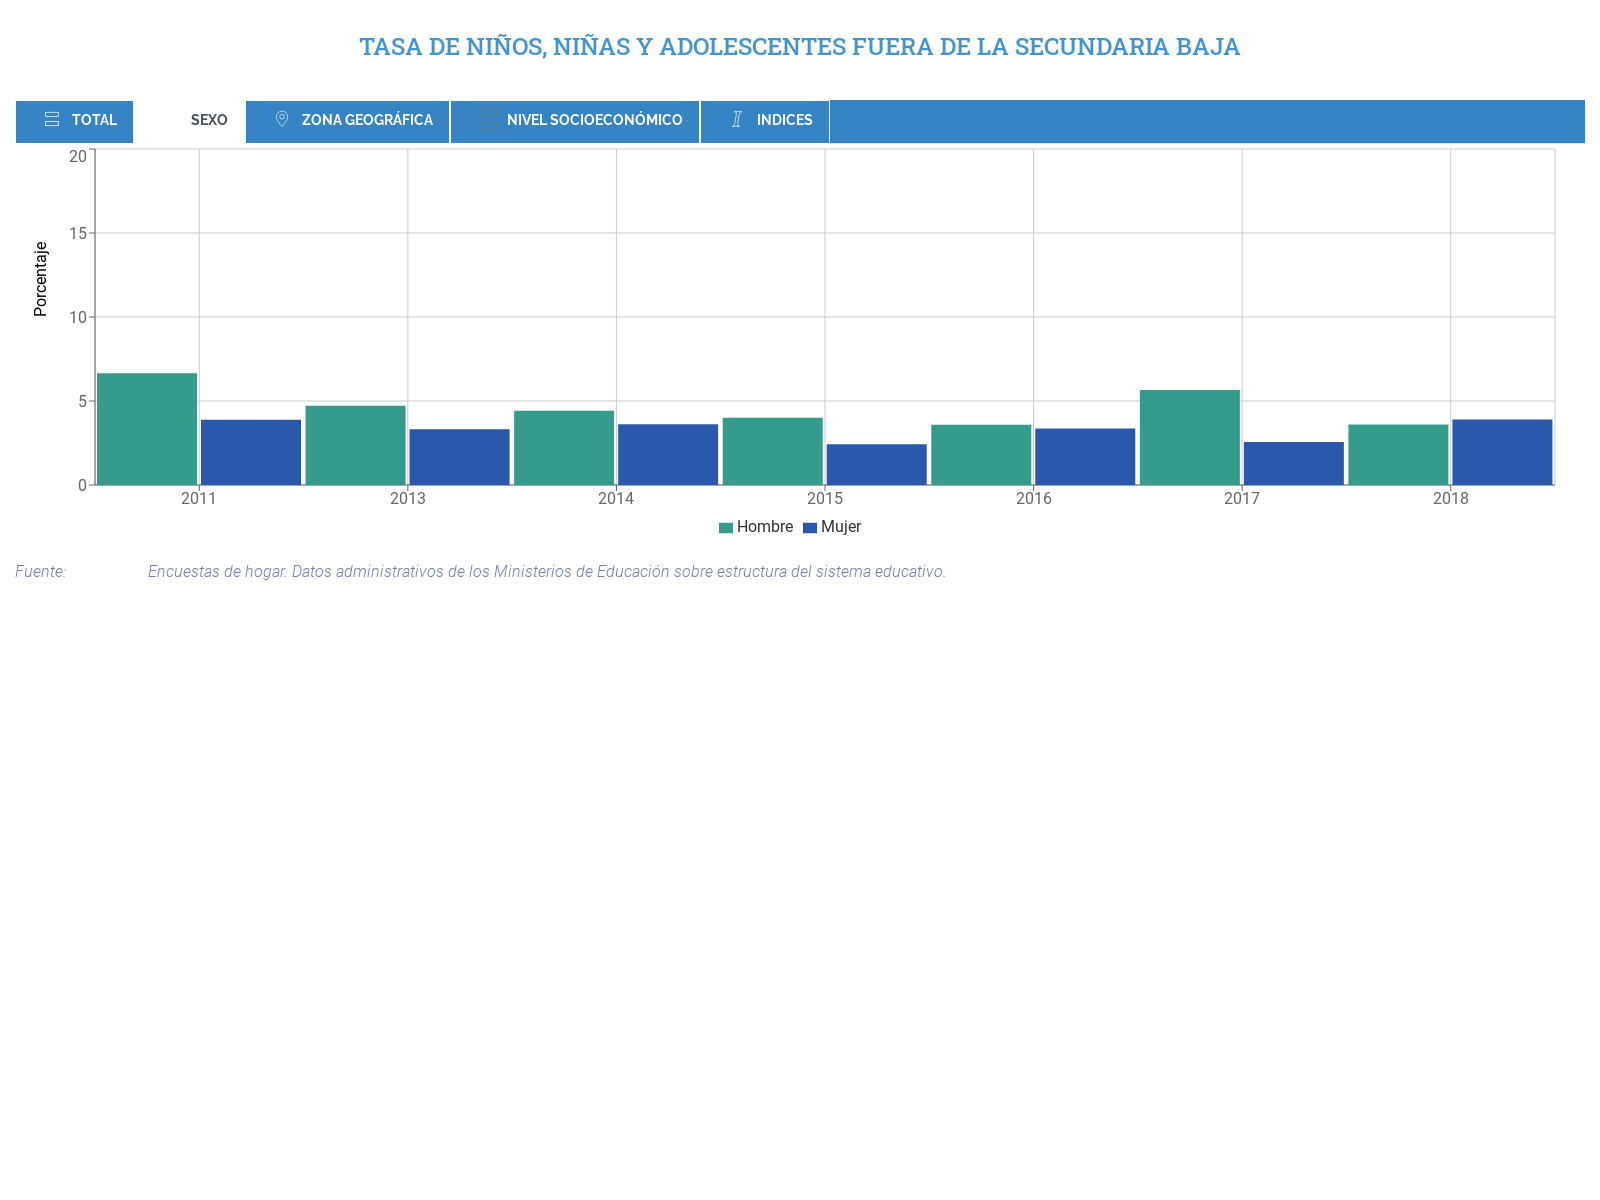 TASA DE NIÑOS, NIÑAS Y ADOLESCENTES FUERA DE LA SECUNDARIA BAJA
TOTAL SEXO ZONA GEOGRÁFICA NIVEL SOCIOECONÓMICO INDICES
20
15
10
5
0
Porcentaje
2011 2013 2014 2015 2016 2017 2018
Hombre Mujer
Fuente: Encuestas de hogar. Datos administrativos de los Ministerios de Educación sobre estructura del sistema educativo.